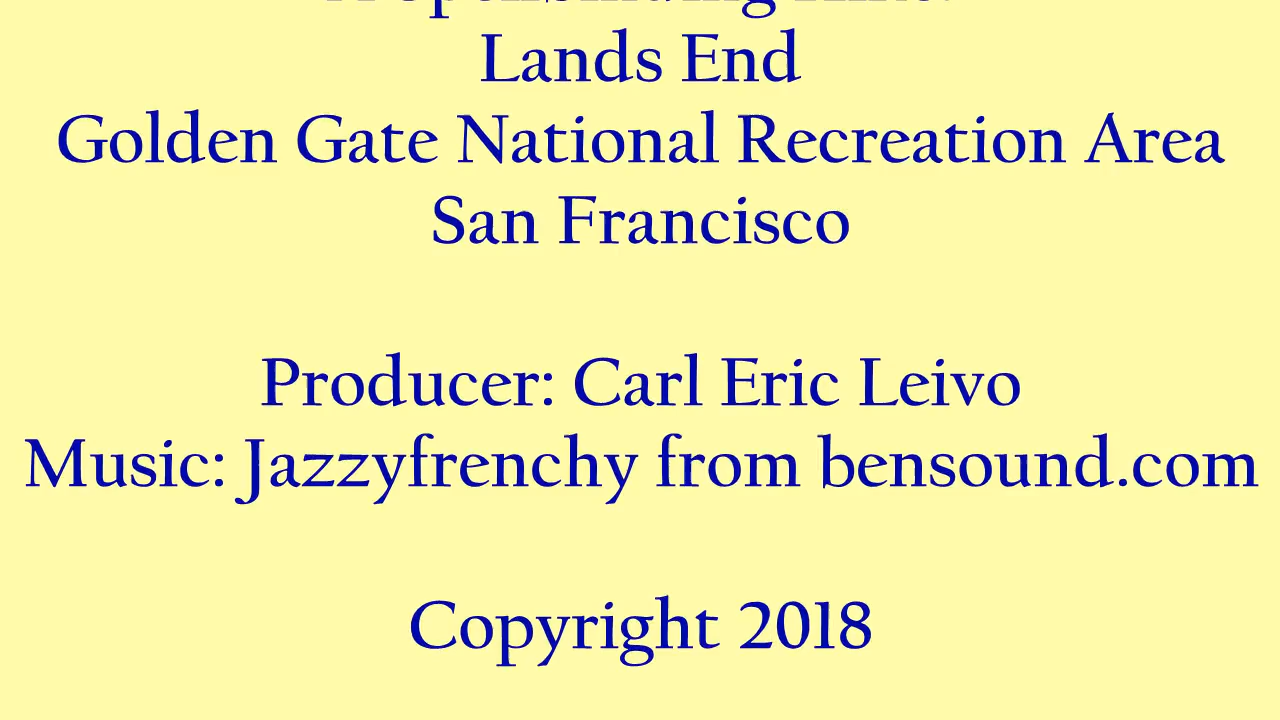 Lands End
Golden Gate National Recreation Area
San Francisco
Producer: Carl Eric Leivo
Music: Jazzyfrenchy from bensound.com
Copyright 2018